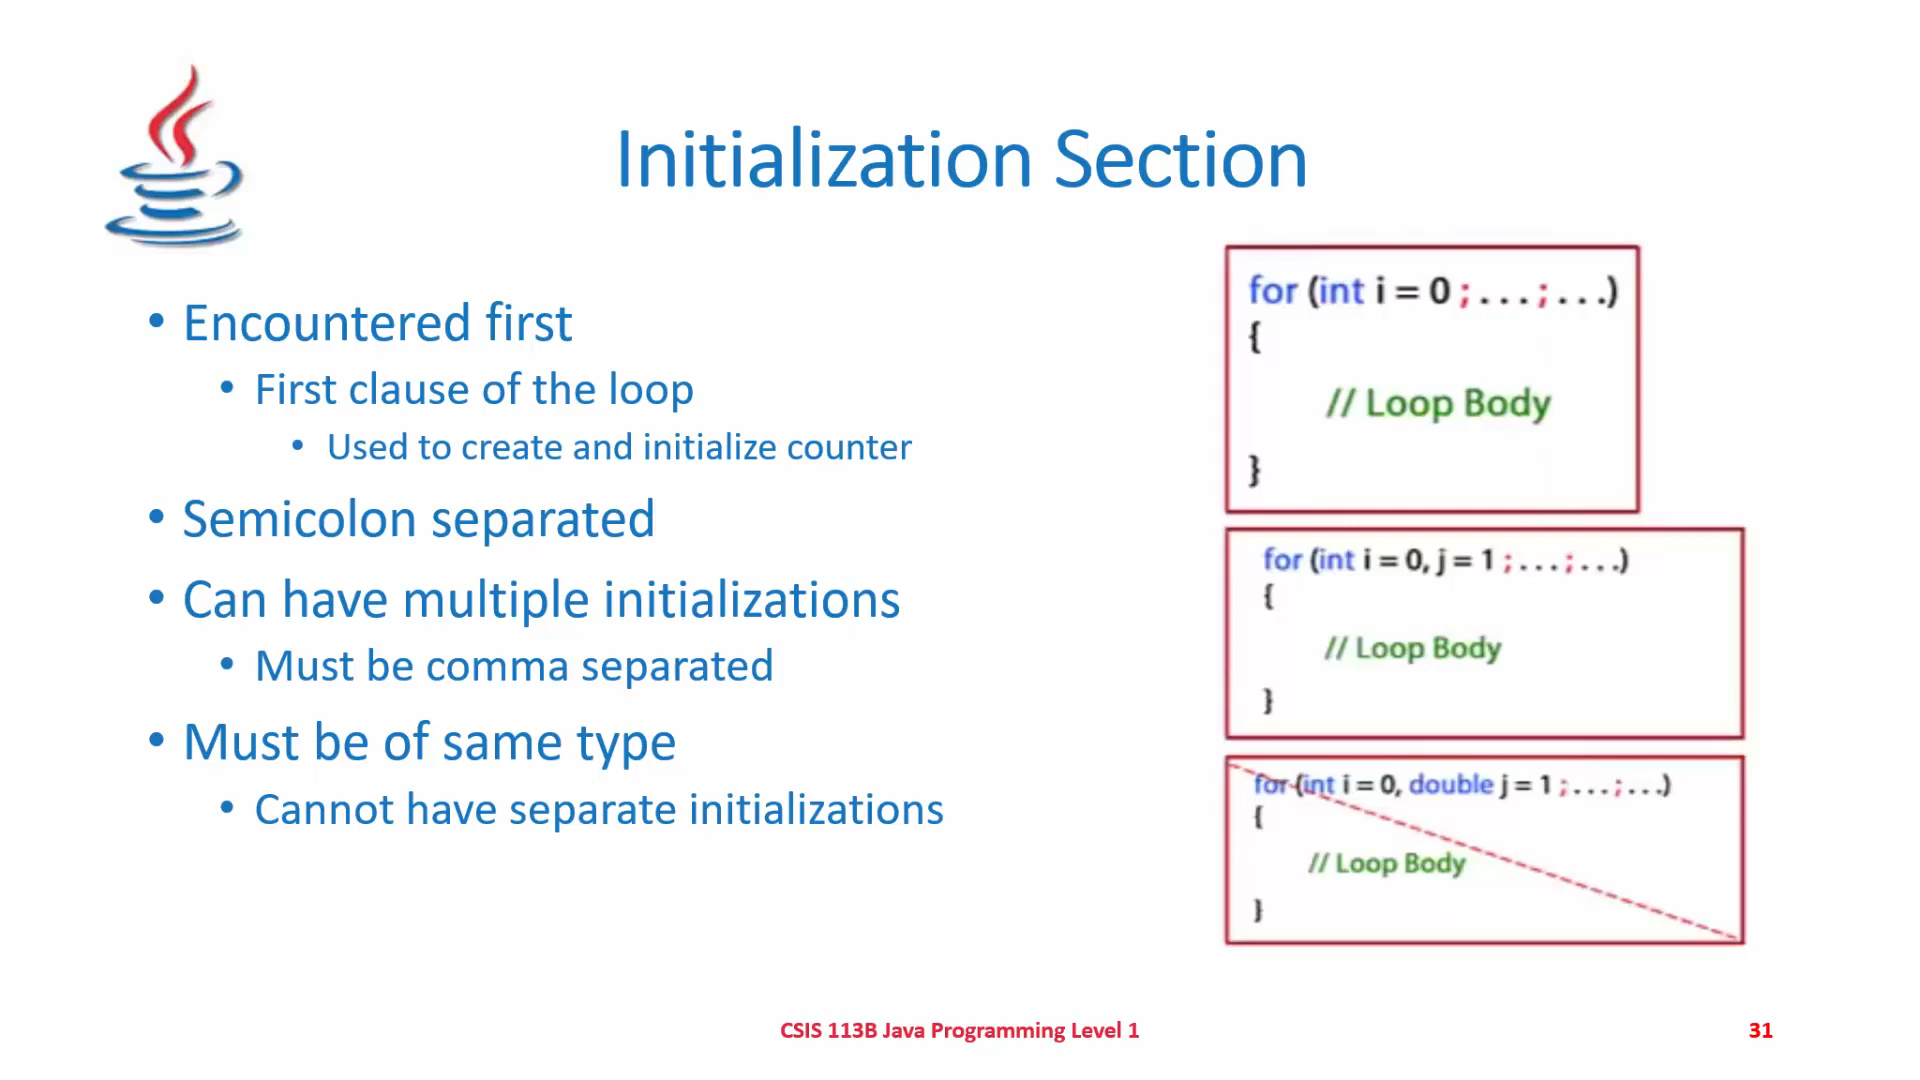 Initialization Section
• Encountered first
• First clause of the loop
• Used to create and initialize counter
• Semicolon separated
• Can have multiple initializations
• Must be comma separated
• Must be of same type
• Cannot have separate initializations
for (int i = 0 ; . . . ; . . .)
{
// Loop Body
}
for (int i = 0, j = 1 ; . . . ; . . .)
{
// Loop Body
}
for (int i = 0, double j = 1 ; . . . ; . . .)
{
// Loop Body
}
CSIS 113B Java Programming Level 1
31